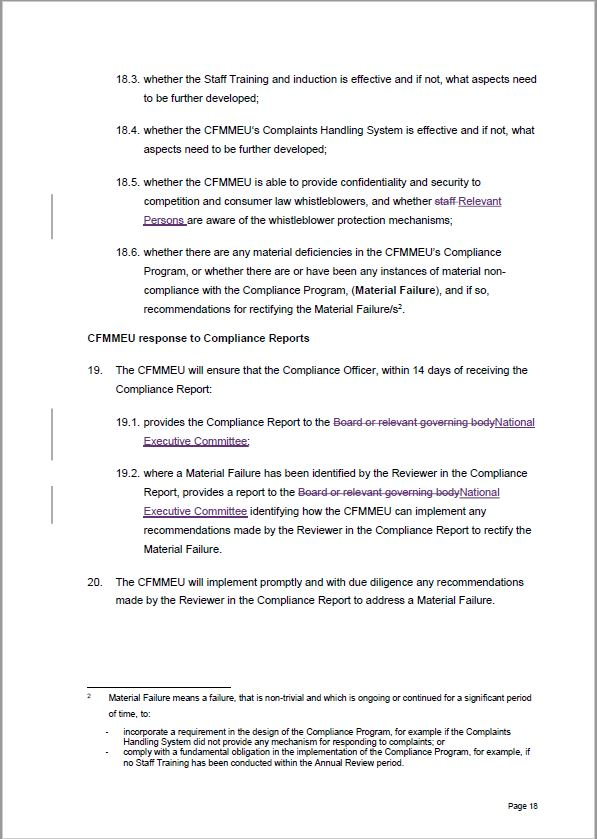 18.3. whether the Staff Training and induction is effective and if not, what aspects need
to be further developed;
18.4. whether the CFMMEU's Complaints Handling System is effective and if not, what
aspects need to be further developed;
18.5. whether the CFMMEU is able to provide confidentiality and security to
competition and consumer law whistleblowers, and whether staff Relevant
Persons are aware of the whistleblower protection mechanisms;
18.6. whether there are any material deficiencies in the CFMMEU's Compliance
Program, or whether there are or have been any instances of material non-
compliance with the Compliance Program, (Material Failure), and if so,
recommendations for rectifying the Material Failure/s2.
CFMMEU response to Compliance Reports
19. The CFMMEU will ensure that the Compliance Officer, within 14 days of receiving the
Compliance Report:
19.1. provides the Compliance Report to the Board or relevant governing bodyNational
Executive Committee;
19.2. where a Material Failure has been identified by the Reviewer in the Compliance
Report, provides a report to the Board or relevant governing bodyNational
Executive Committee identifying how the CFMMEU can implement any
recommendations made by the Reviewer in the Compliance Report to rectify the
Material Failure.
20. The CFMMEU will implement promptly and with due diligence any recommendations
made by the Reviewer in the Compliance Report to address a Material Failure.
2 Material Failure means a failure, that is non-trivial and which is ongoing or continued for a significant period
of time, to:
- incorporate a requirement in the design of the Compliance Program, for example if the Complaints
Handling System did not provide any mechanism for responding to complaints; or
- comply with a fundamental obligation in the implementation of the Compliance Program, for example, if
no Staff Training has been conducted within the Annual Review period.
Page 18